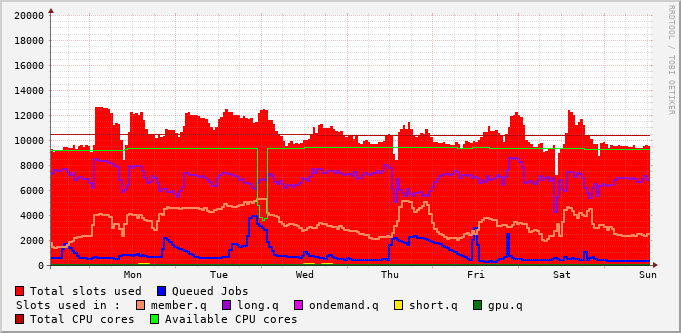 20000
18000
16000
14000
12000
10000
8000
6000
4000
2000
0
Mon Tue Wed Thu Fri Sat Sun
RRDTOOL / TOBI OETIKER
Total slots used Queued Jobs
Slots used in : member.q long.q ondemand.q short.q gpu.q
Total CPU cores Available CPU cores